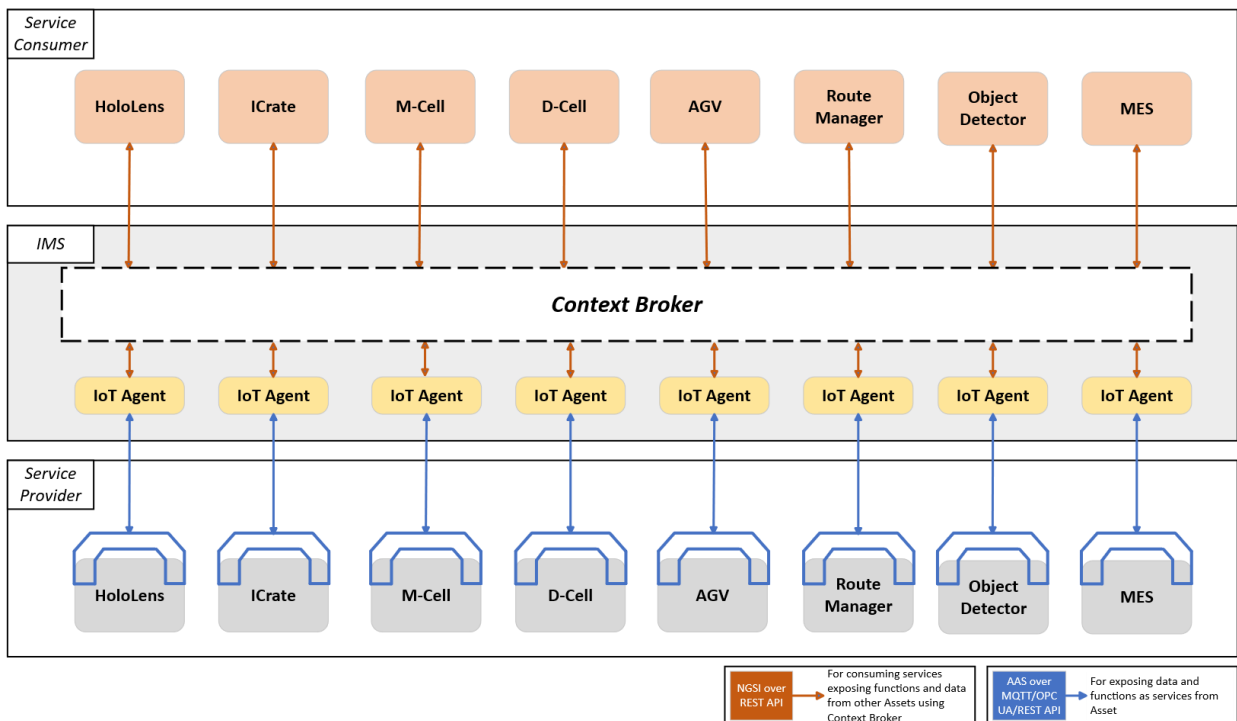 Service
Consumer
HoloLens
ICrate
M-Cell
D-Cell
AGV
Route
Manager
Object
Detector
MES
IMS
Context Broker
IoT Agent
IoT Agent
IoT Agent
IoT Agent
IoT Agent
IoT Agent
IoT Agent
IoT Agent
Service
Provider
HoloLens
ICrate
M-Cell
D-Cell
AGV
Route
Manager
Object
Detector
MES
NGSI over
REST API
For consuming services
exposing functions and data
from other Assets using
Context Broker
AAS over
MQTT/OPC
UA/REST API
For exposing data and
functions as services from
Asset